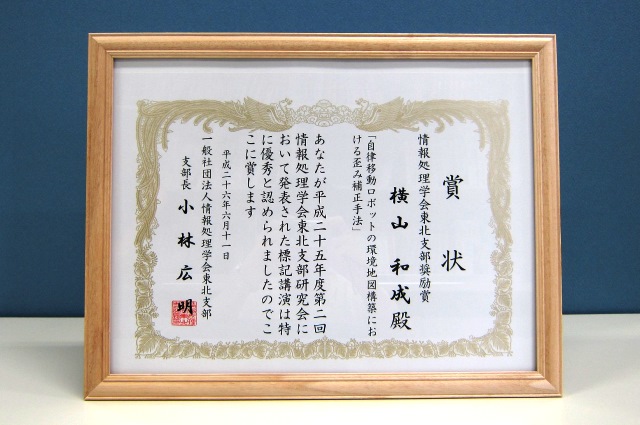 賞状
情報処理学会東北支部奨励賞
横山 和成殿
「自律移動ロボットの環境地図構築にお
ける歪み補正手法」
あなたが平成二十五年度第二回
情報処理学会東北支部研究会に
おいて発表された標記講演は特
に優秀と認められましたのでこ
こに賞します
平成二十六年六月十一日
一般社団法人情報処理学会東北支部
支部長 小林広明